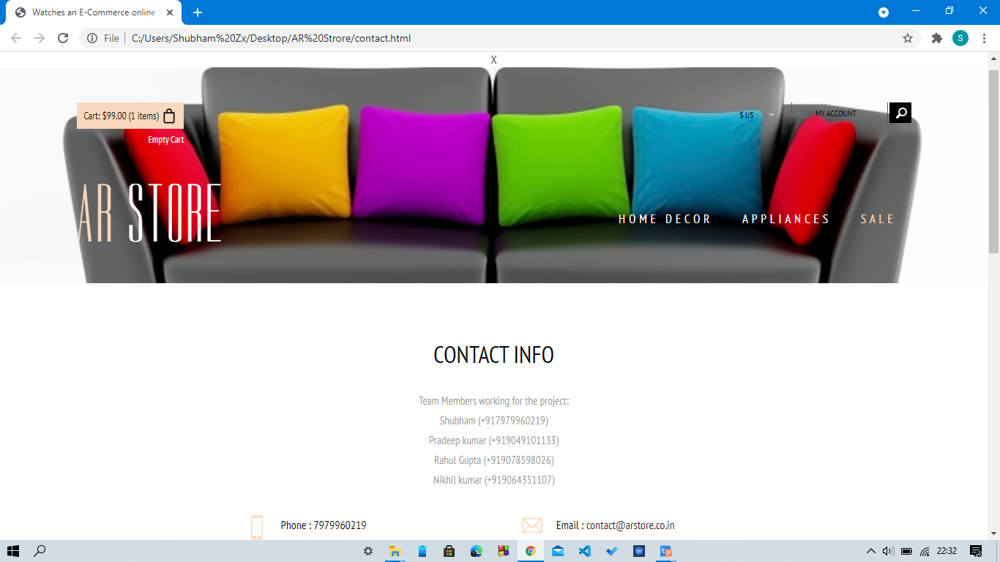 Watches an E-Commerce online
File
C:/Users/Shubham%20Zx/Desktop/AR%20Strore/contact.html
S
X
Cart: $99.00 (1 items)
$ US
MY ACCOUNT
Empty Cart
AR STORE
HOME DECOR
APPLIANCES
SALE
CONTACT INFO
Team Members working for the project:
Shubham (+917979960219)
Pradeep kumar (+919049101133)
Rahul Gupta (+919078598026)
Nikhil kumar (+919064351107)
Phone : 7979960219
Email : contact@arstore.co.in
22:32